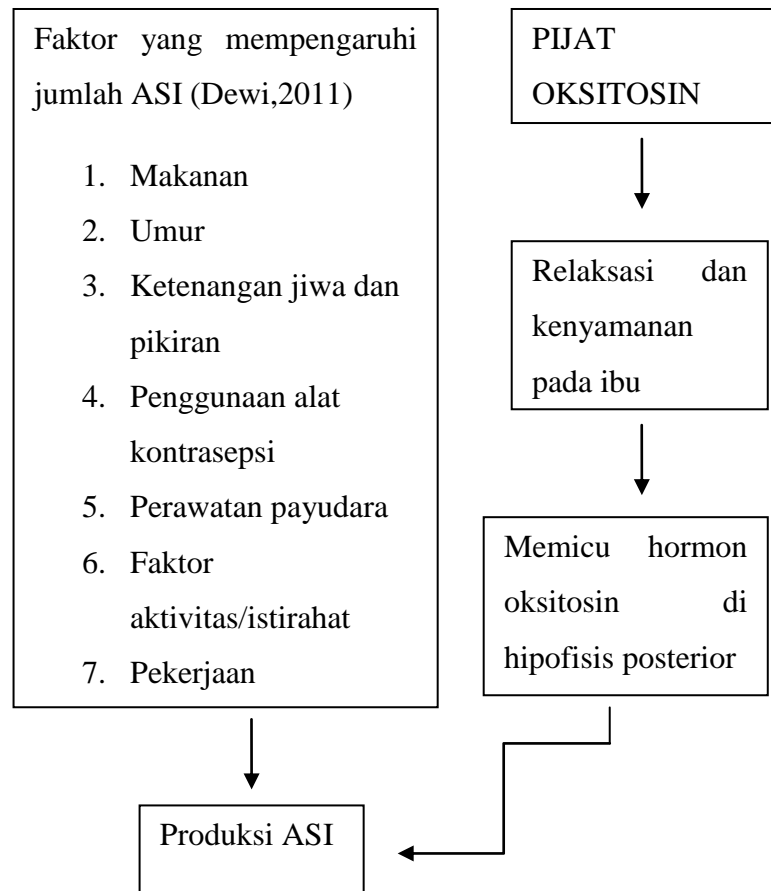 Faktor yang mempengaruhi
jumlah ASI (Dewi,2011)
1. Makanan
2. Umur
3. Ketenangan jiwa dan
pikiran
4. Penggunaan alat
kontrasepsi
5. Perawatan payudara
6. Faktor
aktivitas/istirahat
7. Pekerjaan
PIJAT
OKSITOSIN
Relaksasi dan
kenyamanan
pada ibu
Memicu hormon
oksitosin di
hipofisis posterior
Produksi ASI